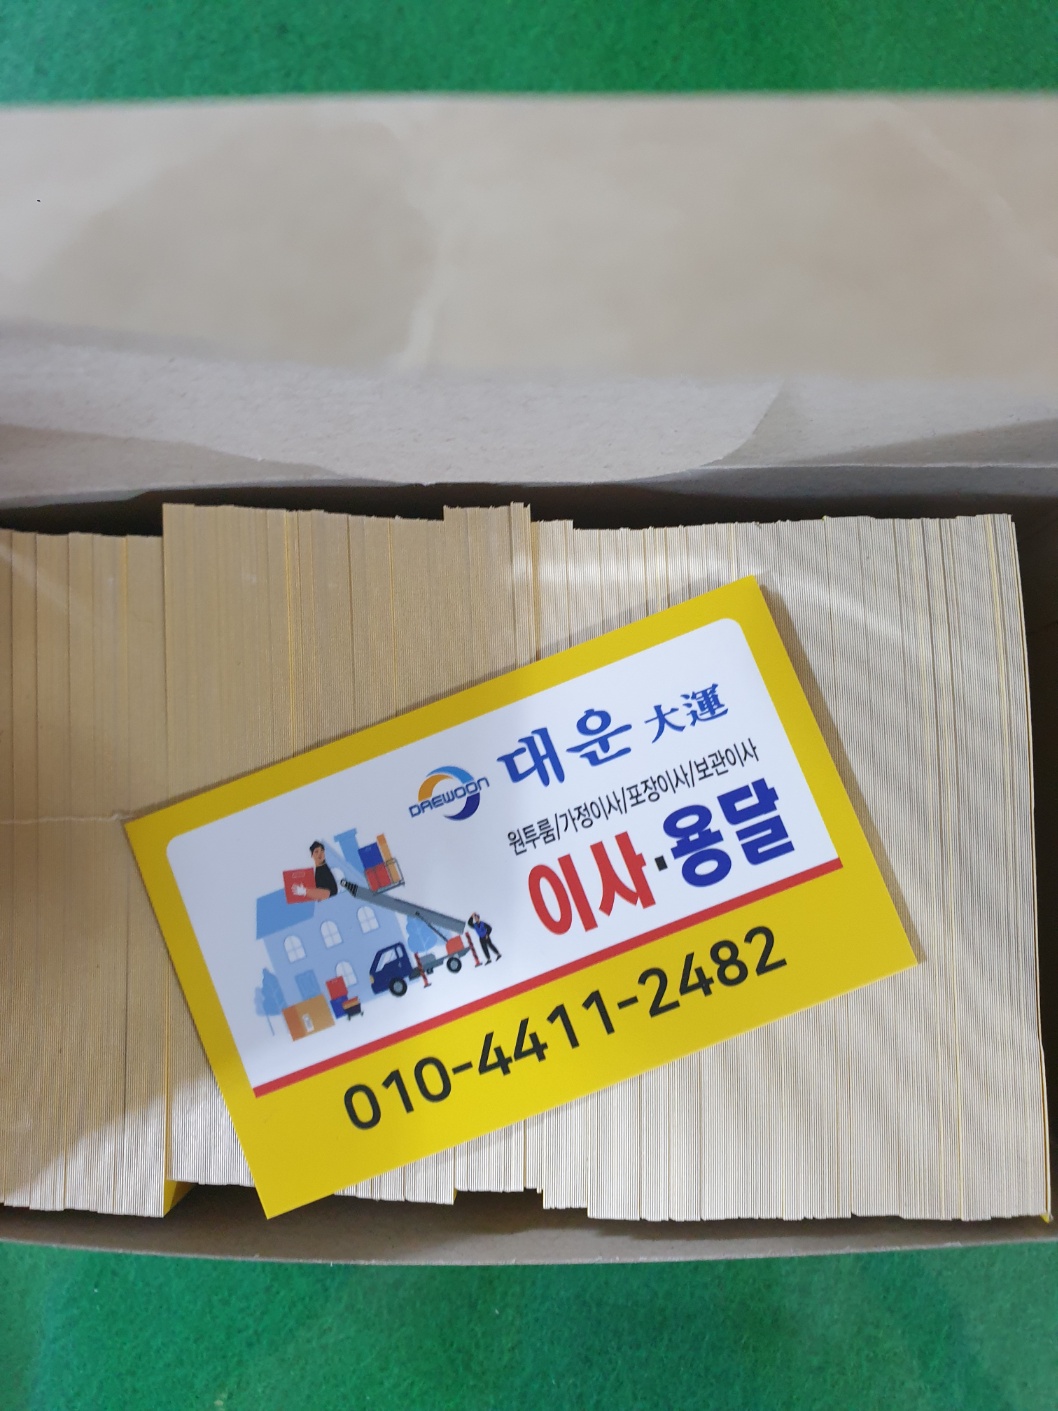 DAEWOON
대운 大運
원투룸/가정이사/포장이사/보관이사
이사·용달
010-4411-2482